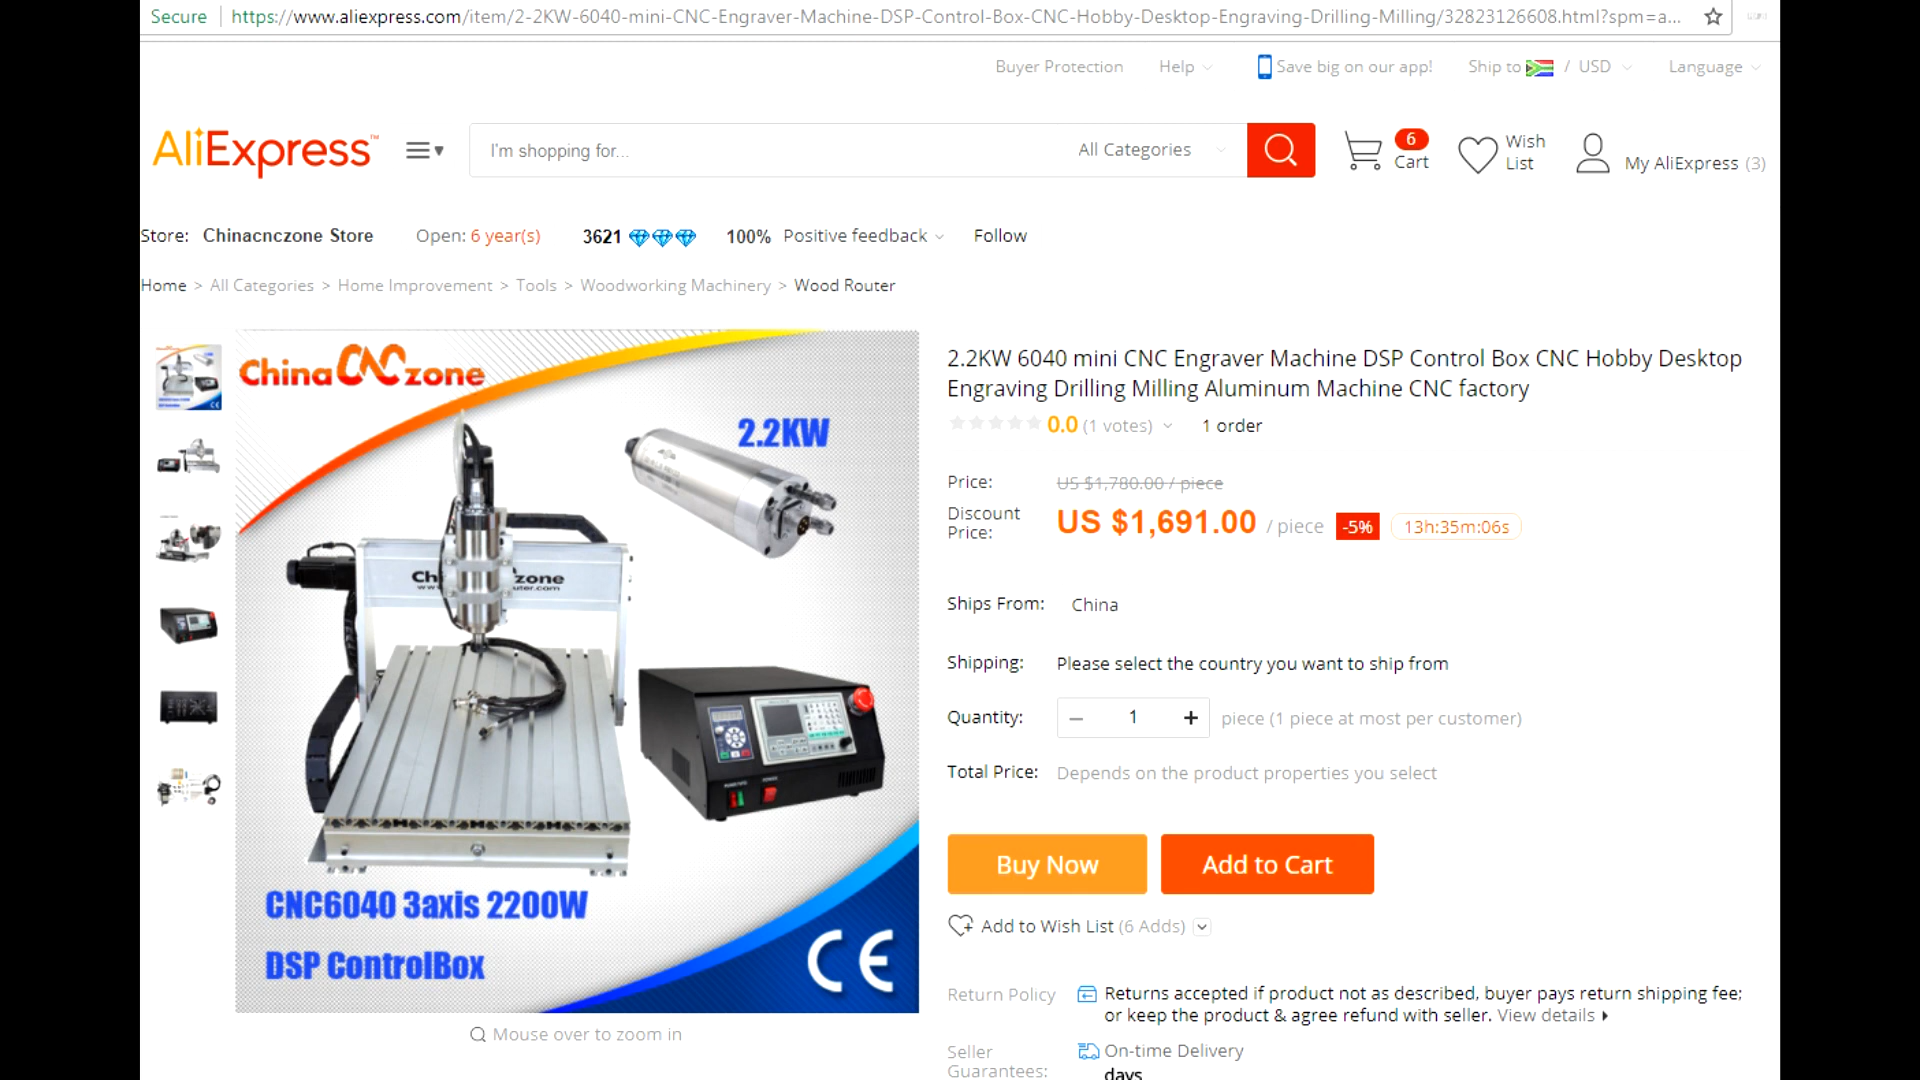 Secure https://www.aliexpress.com/item/2-2KW-6040-mini-CNC-Engraver-Machine-DSP-Control-Box-CNC-Hobby-Desktop-Engraving-Drilling-Milling/32823126608.html?spm=a...
Buyer Protection Help Save big on our app! Ship to / USD Language
AliExpress™ I'm shopping for... All Categories 6 Cart Wish List My AliExpress (3)
Store: Chinacnczone Store Open: 6 year(s) 3621 100% Positive feedback Follow
Home > All Categories > Home Improvement > Tools > Woodworking Machinery > Wood Router
China CNC zone
2.2KW
CNC6040 3axis 2200W
DSP ControlBox
CE
Mouse over to zoom in
2.2KW 6040 mini CNC Engraver Machine DSP Control Box CNC Hobby Desktop
Engraving Drilling Milling Aluminum Machine CNC factory
0.0 (1 votes) 1 order
Price: US $1,780.00 / piece
Discount Price: US $1,691.00 / piece -5% 13h:35m:06s
Ships From: China
Shipping: Please select the country you want to ship from
Quantity: − 1 + piece (1 piece at most per customer)
Total Price: Depends on the product properties you select
Buy Now Add to Cart
Add to Wish List (6 Adds)
Return Policy Returns accepted if product not as described, buyer pays return shipping fee;
or keep the product & agree refund with seller. View details
Seller Guarantees: On-time Delivery
days